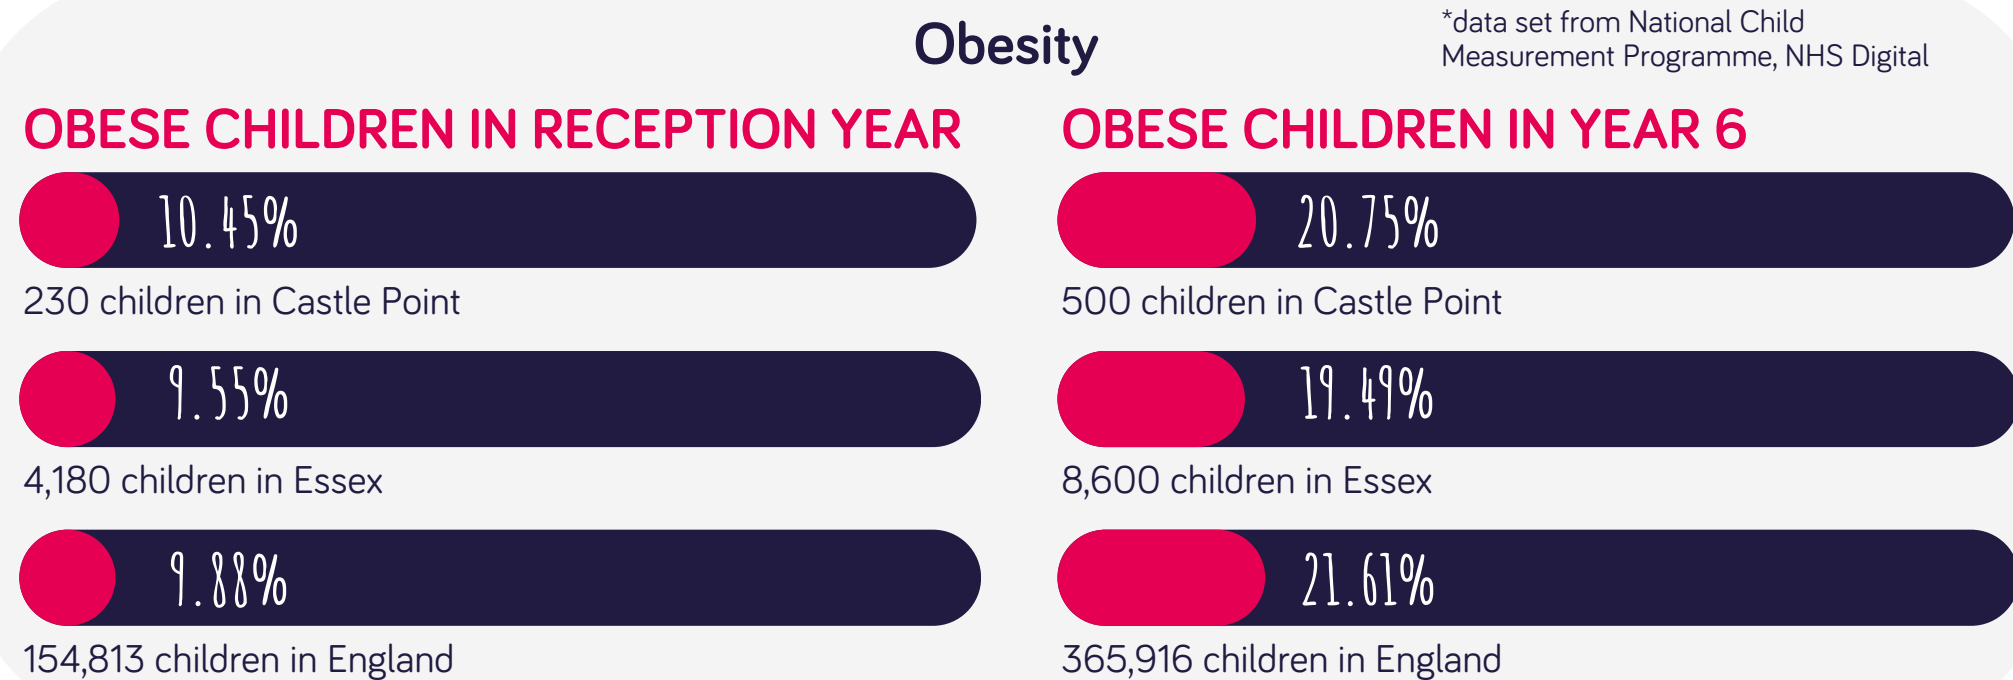 Obesity
*data set from National Child
Measurement Programme, NHS Digital
OBESE CHILDREN IN RECEPTION YEAR
10.45%
230 children in Castle Point
9.55%
4,180 children in Essex
9.88%
154,813 children in England
OBESE CHILDREN IN YEAR 6
20.75%
500 children in Castle Point
19.49%
8,600 children in Essex
21.61%
365,916 children in England